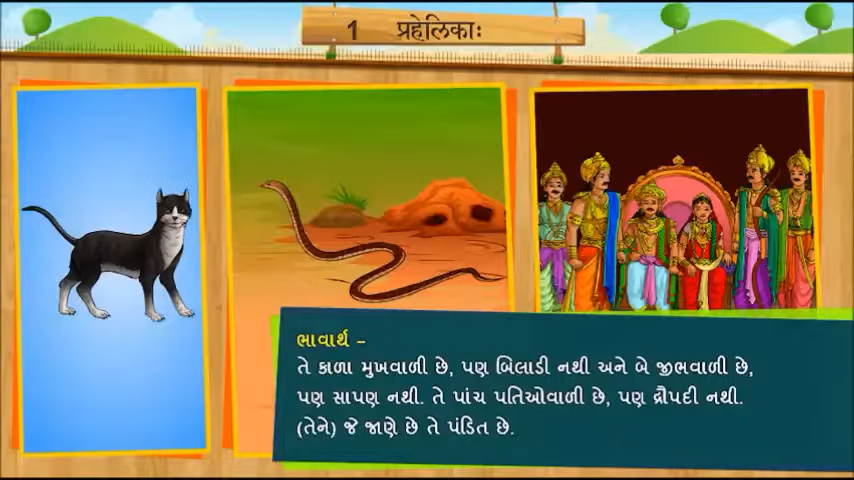 1 प्रहेलिकाः
ભાવાર્થ –
તે કાળા મુખવાળી છે, પણ બિલાડી નથી અને બે જીભવાળી છે,
પણ સાપણ નથી. તે પાંચ પતિઓવાળી છે, પણ દ્રૌપદી નથી.
(તેને) જે જાણે છે તે પંડિત છે.